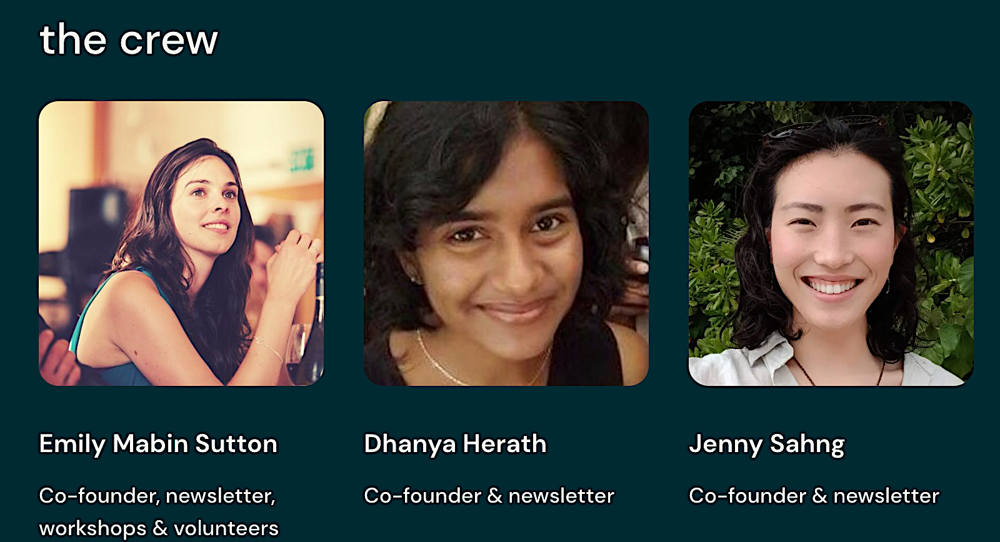 the crew
Emily Mabin Sutton
Dhanya Herath
Jenny Sahng
Co-founder, newsletter,
workshops & volunteers
Co-founder & newsletter
Co-founder & newsletter